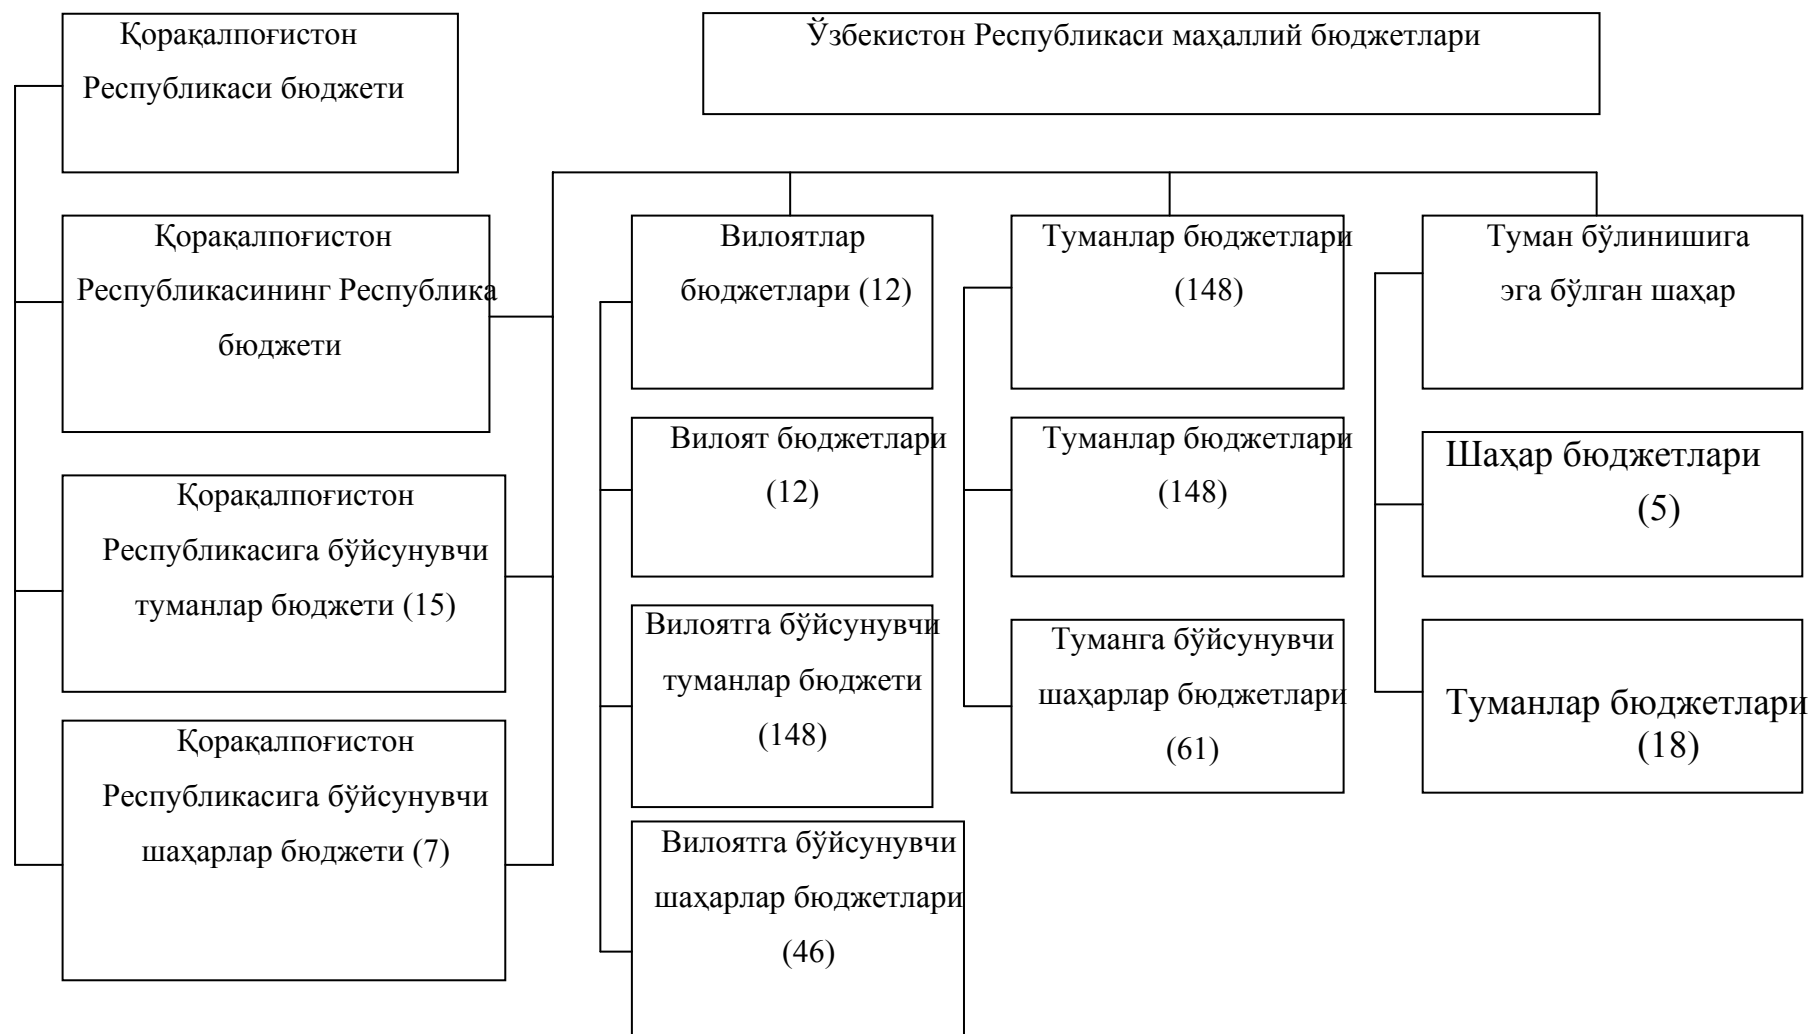 Қорақалпоғистон
Республикаси бюджети
Ўзбекистон Республикаси маҳаллий бюджетлари
Қорақалпоғистон
Республикасининг Республика
бюджети
Қорақалпоғистон
Республикасига бўйсунувчи
туманлар бюджети (15)
Қорақалпоғистон
Республикасига бўйсунувчи
шаҳарлар бюджети (7)
Вилоятлар
бюджетлари (12)
Вилоят бюджетлари
(12)
Вилоятга бўйсунувчи
туманлар бюджети
(148)
Вилоятга бўйсунувчи
шаҳарлар бюджетлари
(46)
Туманлар бюджетлари
(148)
Туманлар бюджетлари
(148)
Туманга бўйсунувчи
шаҳарлар бюджетлари
(61)
Туман бўлинишига
эга бўлган шаҳар
Шаҳар бюджетлари
(5)
Туманлар бюджетлари
(18)